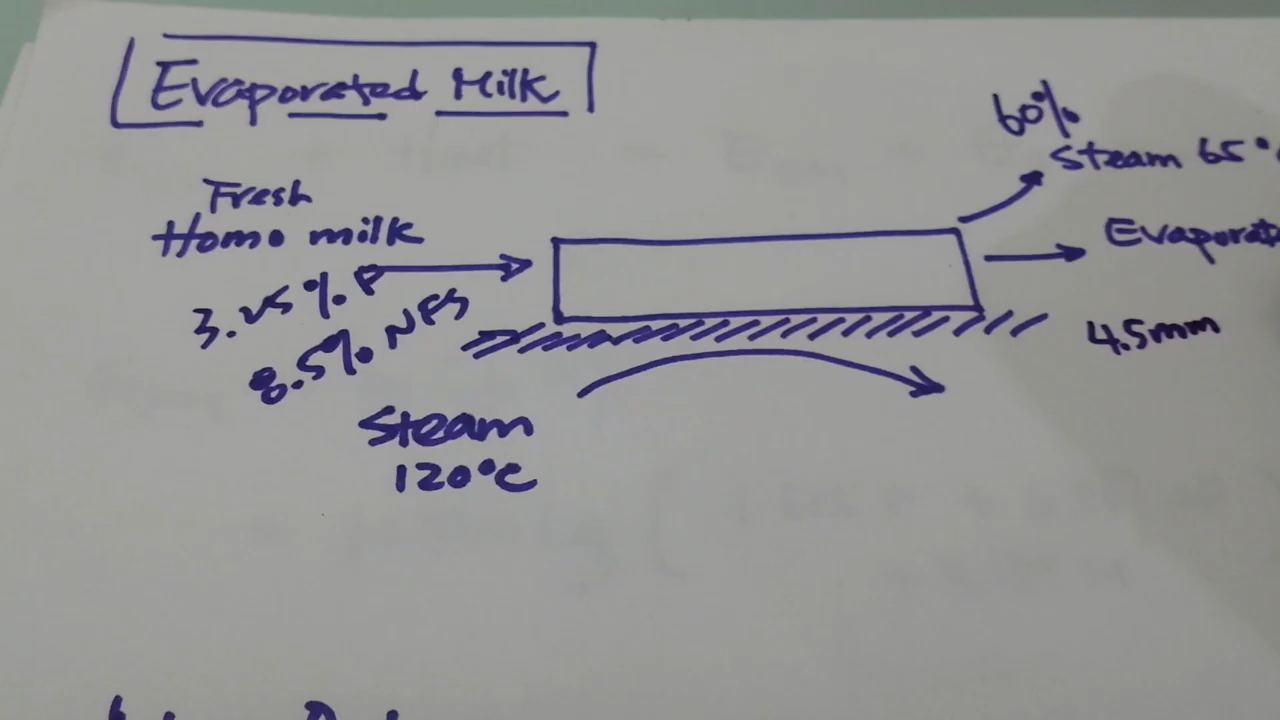 Evaporated Milk
60%
Steam 65°
Fresh
Homo milk
Evaporat
3.25% F
8.5% NFS
4.5mm
Steam
120°C